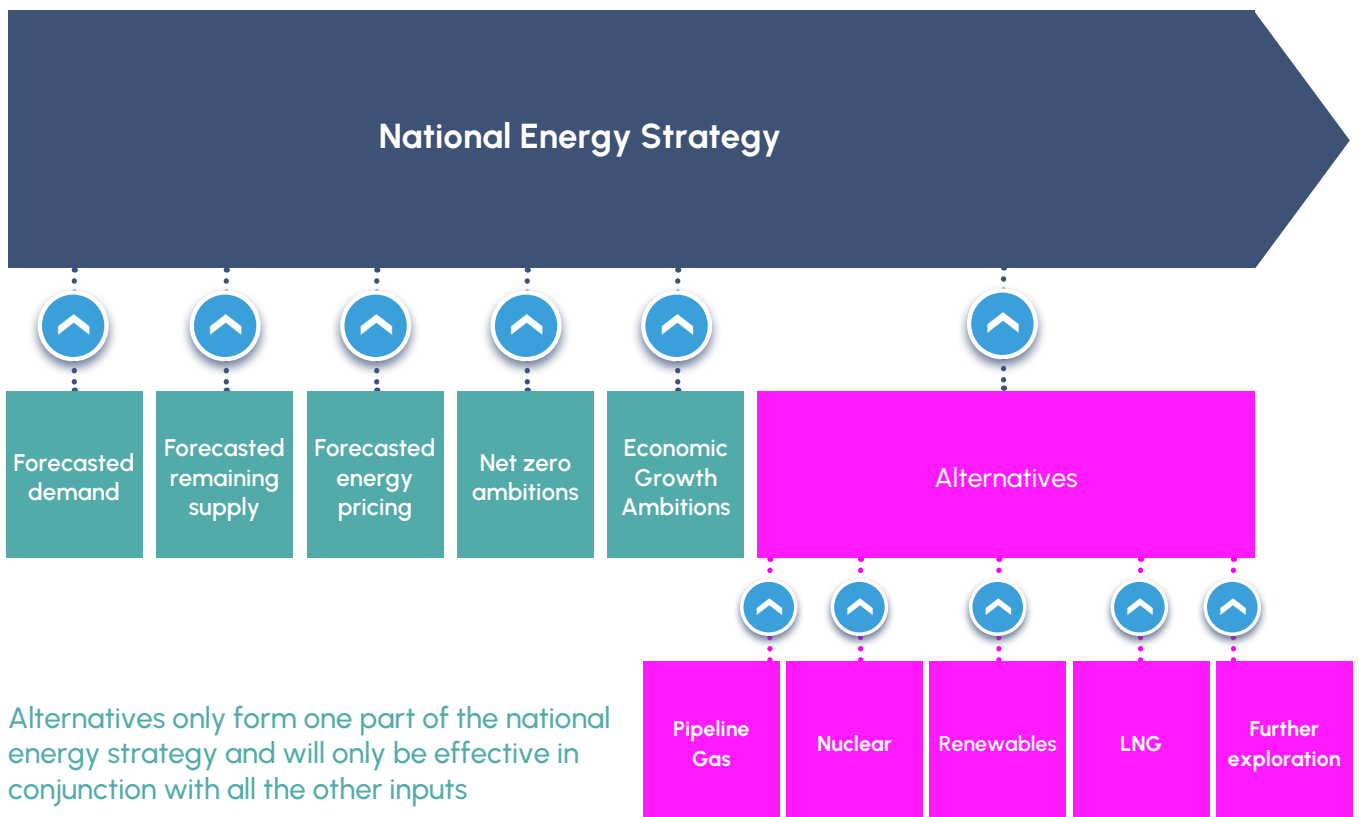 National Energy Strategy
Forecasted
demand
Forecasted
remaining
supply
Forecasted
energy
pricing
Net zero
ambitions
Economic
Growth
Ambitions
Alternatives
Alternatives only form one part of the national
energy strategy and will only be effective in
conjunction with all the other inputs
Pipeline
Gas
Nuclear
Renewables
LNG
Further
exploration